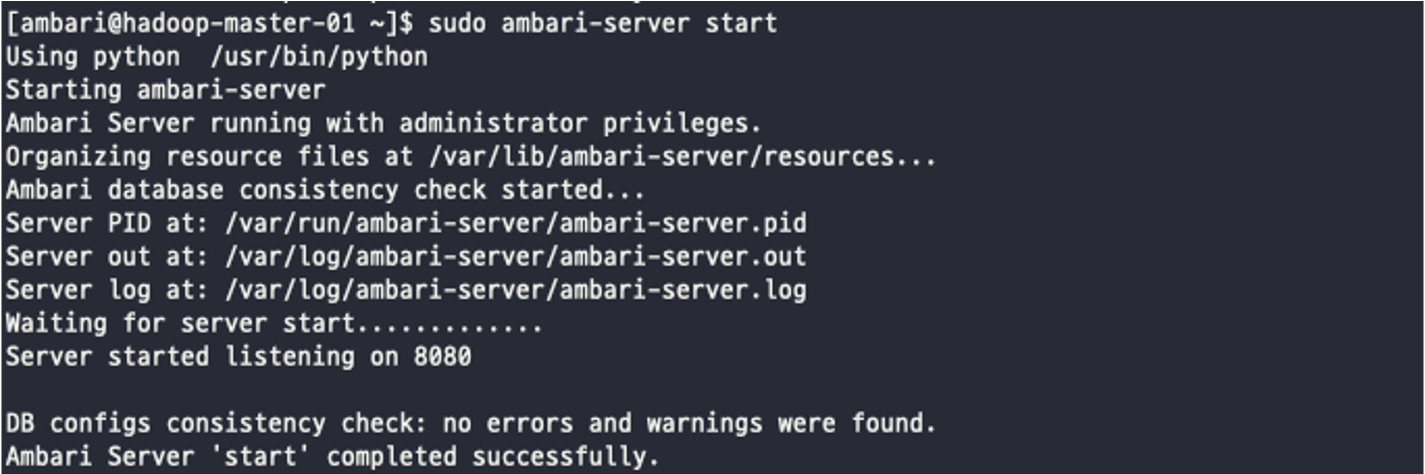 [ambari@hadoop-master-01 ~]$ sudo ambari-server start
Using python  /usr/bin/python
Starting ambari-server
Ambari Server running with administrator privileges.
Organizing resource files at /var/lib/ambari-server/resources...
Ambari database consistency check started...
Server PID at: /var/run/ambari-server/ambari-server.pid
Server out at: /var/log/ambari-server/ambari-server.out
Server log at: /var/log/ambari-server/ambari-server.log
Waiting for server start.............
Server started listening on 8080

DB configs consistency check: no errors and warnings were found.
Ambari Server 'start' completed successfully.